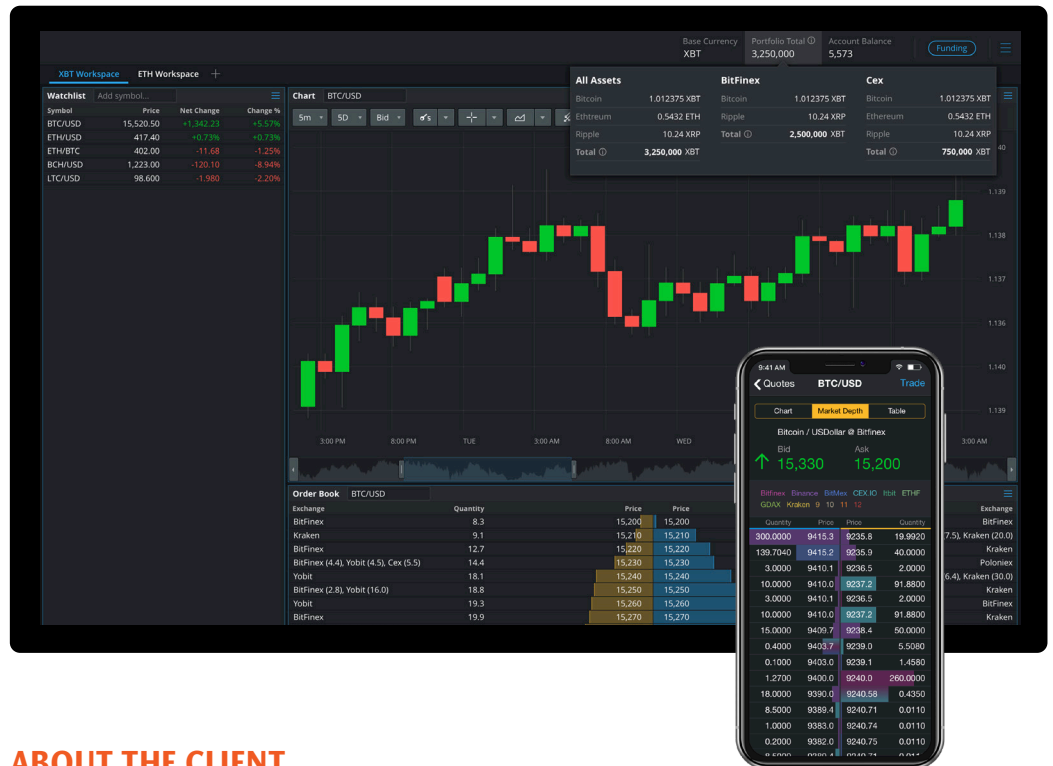 Base Currency Portfolio Total Account Balance
XBT 3,250,000 5,573 Funding
XBT Workspace ETH Workspace
Watchlist Add symbol...
Symbol Price Net Change Change %
BTC/USD 15,520.50 +1,342.23 +5.57%
ETH/USD 417.40 +0.73% +0.73%
ETH/BTC 402.00 -11.68 -1.25%
BCH/USD 1,223.00 -120.10 -8.94%
LTC/USD 98.600 -1.980 -2.20%
Chart BTC/USD
5m 5D Bid
All Assets
Bitcoin 1.012375 XBT
Ethtreum 0.5432 ETH
Ripple 10.24 XRP
Total 3,250,000 XBT
BitFinex
Bitcoin 1.012375 XBT
Ripple 10.24 XRP
Total 2,500,000 XBT
Cex
Bitcoin 1.012375 XBT
Ethereum 0.5432 ETH
Ripple 10.24 XRP
Total 750,000 XBT
40
1.139
1.138
1.137
1.136
1.140
1.139
3:00 PM 8:00 PM TUE 3:00 AM 8:00 AM WED 3:00 AM
Order Book BTC/USD
Exchange Quantity Price Price Exchange
BitFinex 8.3 15,200 15,200 BitFinex
Kraken 9.1 15,210 15,210 7.5), Kraken (20.0)
BitFinex 12.7 15,220 15,220 Kraken
BitFinex (4.4), Yobit (4.5), Cex (5.5) 14.4 15,230 15,230 Poloniex
Yobit 18.1 15,240 15,240 6.4), Kraken (30.0)
BitFinex (2.8), Yobit (16.0) 18.8 15,250 15,250 Kraken
Yobit 19.3 15,260 15,260 BitFinex
BitFinex 19.9 15,270 15,270 Kraken
9:41 AM
Quotes BTC/USD Trade
Chart Market Depth Table
Bitcoin / USDollar @ Bitfinex
Bid Ask
15,330 15,200
Bitfinex Binance BitMex CEX.IO Itbit ETHF
GDAX Kraken 9 10 11 12
Quantity Price Price Quantity
300.0000 9415.3 9235.8 19.9920
139.7040 9415.2 9235.9 40.0000
3.0000 9410.1 9236.5 2.0000
10.0000 9410.0 9237.2 91.8800
3.0000 9410.1 9236.5 2.0000
10.0000 9410.0 9237.2 91.8800
15.0000 9409.7 9238.4 50.0000
0.4000 9403.7 9239.0 5.5080
0.1000 9403.0 9239.1 1.4580
1.2700 9400.0 9240.0 260.0000
18.0000 9390.0 9240.58 0.4350
8.5000 9389.4 9240.71 0.0110
1.0000 9383.0 9240.74 0.0110
0.2000 9382.0 9240.75 0.0110
ABOUT THE CLIENT